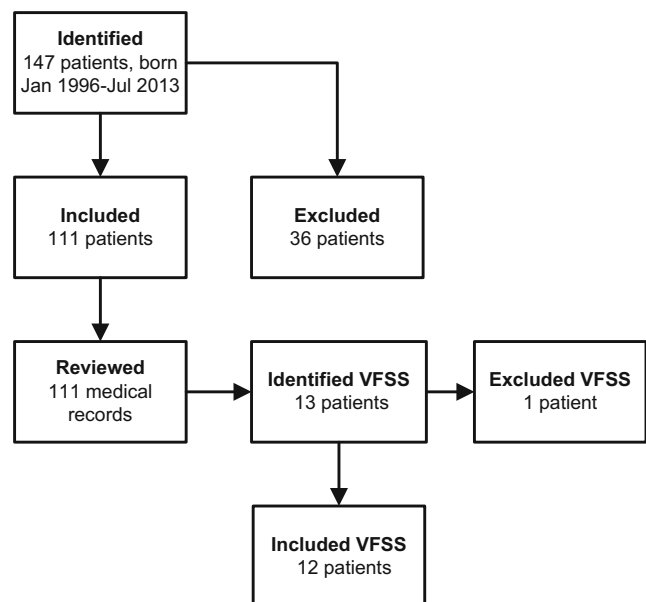 Identified
147 patients, born
Jan 1996-Jul 2013
Included
111 patients
Excluded
36 patients
Reviewed
111 medical
records
Identified VFSS
13 patients
Excluded VFSS
1 patient
Included VFSS
12 patients